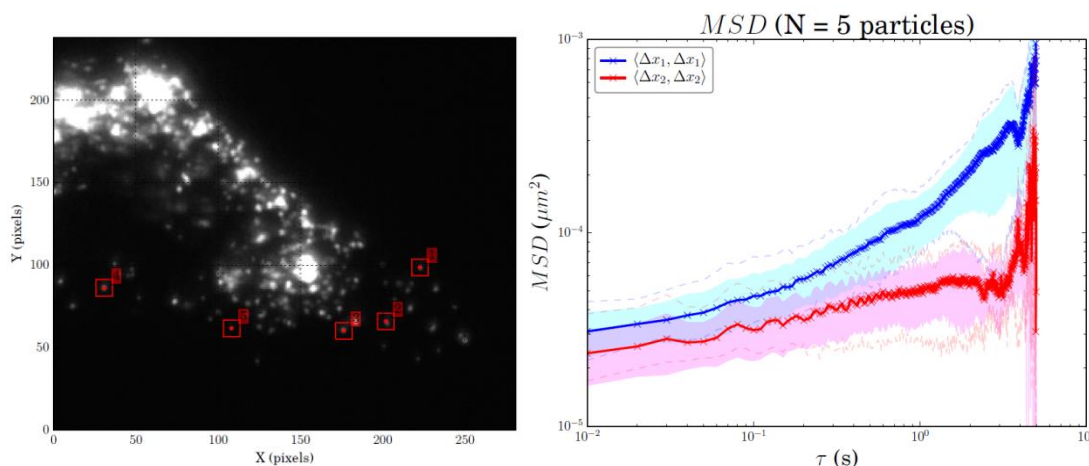 MSD (N = 5 particles)
⟨Δx₁, Δx₁⟩
⟨Δx₂, Δx₂⟩
Y (pixels)
200
150
100
50
0
0 50 100 150 200 250
X (pixels)
MSD (μm²)
10⁻³
10⁻⁴
10⁻⁵
10⁻² 10⁻¹ 10⁰ 10
τ (s)